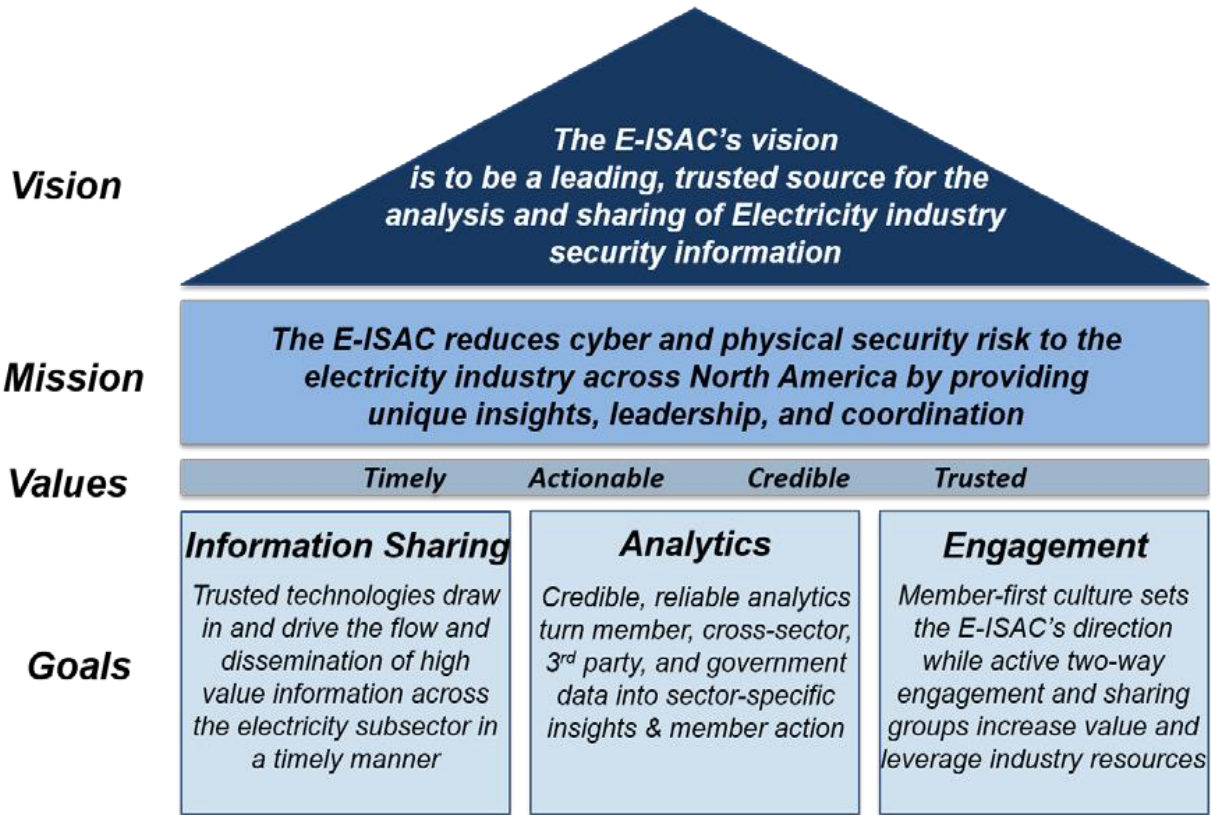 Vision
The E-ISAC's vision
is to be a leading, trusted source for the
analysis and sharing of Electricity industry
security information
Mission
The E-ISAC reduces cyber and physical security risk to the
electricity industry across North America by providing
unique insights, leadership, and coordination
Values
Timely Actionable Credible Trusted
Goals
Information Sharing
Trusted technologies draw
in and drive the flow and
dissemination of high
value information across
the electricity subsector in
a timely manner
Analytics
Credible, reliable analytics
turn member, cross-sector,
3rd party, and government
data into sector-specific
insights & member action
Engagement
Member-first culture sets
the E-ISAC's direction
while active two-way
engagement and sharing
groups increase value and
leverage industry resources